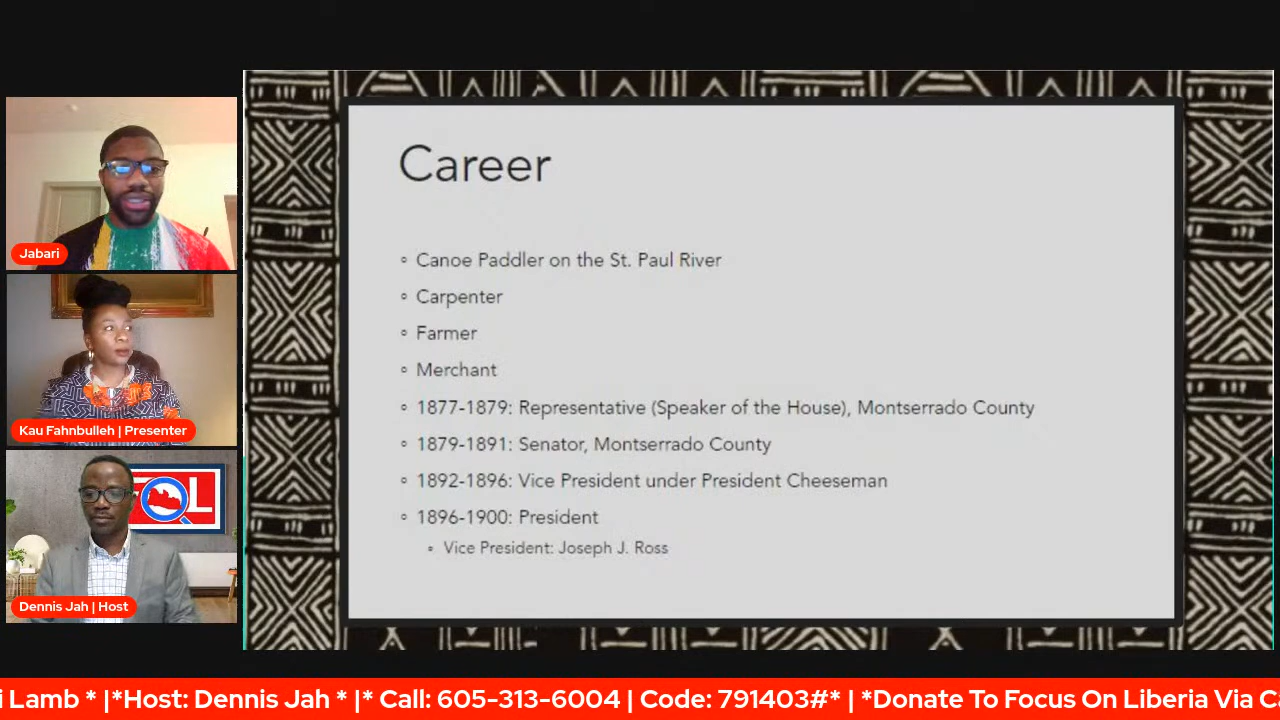 Career
Canoe Paddler on the St. Paul River
Carpenter
Farmer
Merchant
1877-1879: Representative (Speaker of the House), Montserrado County
1879-1891: Senator, Montserrado County
1892-1896: Vice President under President Cheeseman
1896-1900: President
Vice President: Joseph J. Ross
Jabari
Kau Fahnbulleh | Presenter
Dennis Jah | Host
i Lamb * |*Host: Dennis Jah * |* Call: 605-313-6004 | Code: 791403#* | *Donate To Focus On Liberia Via